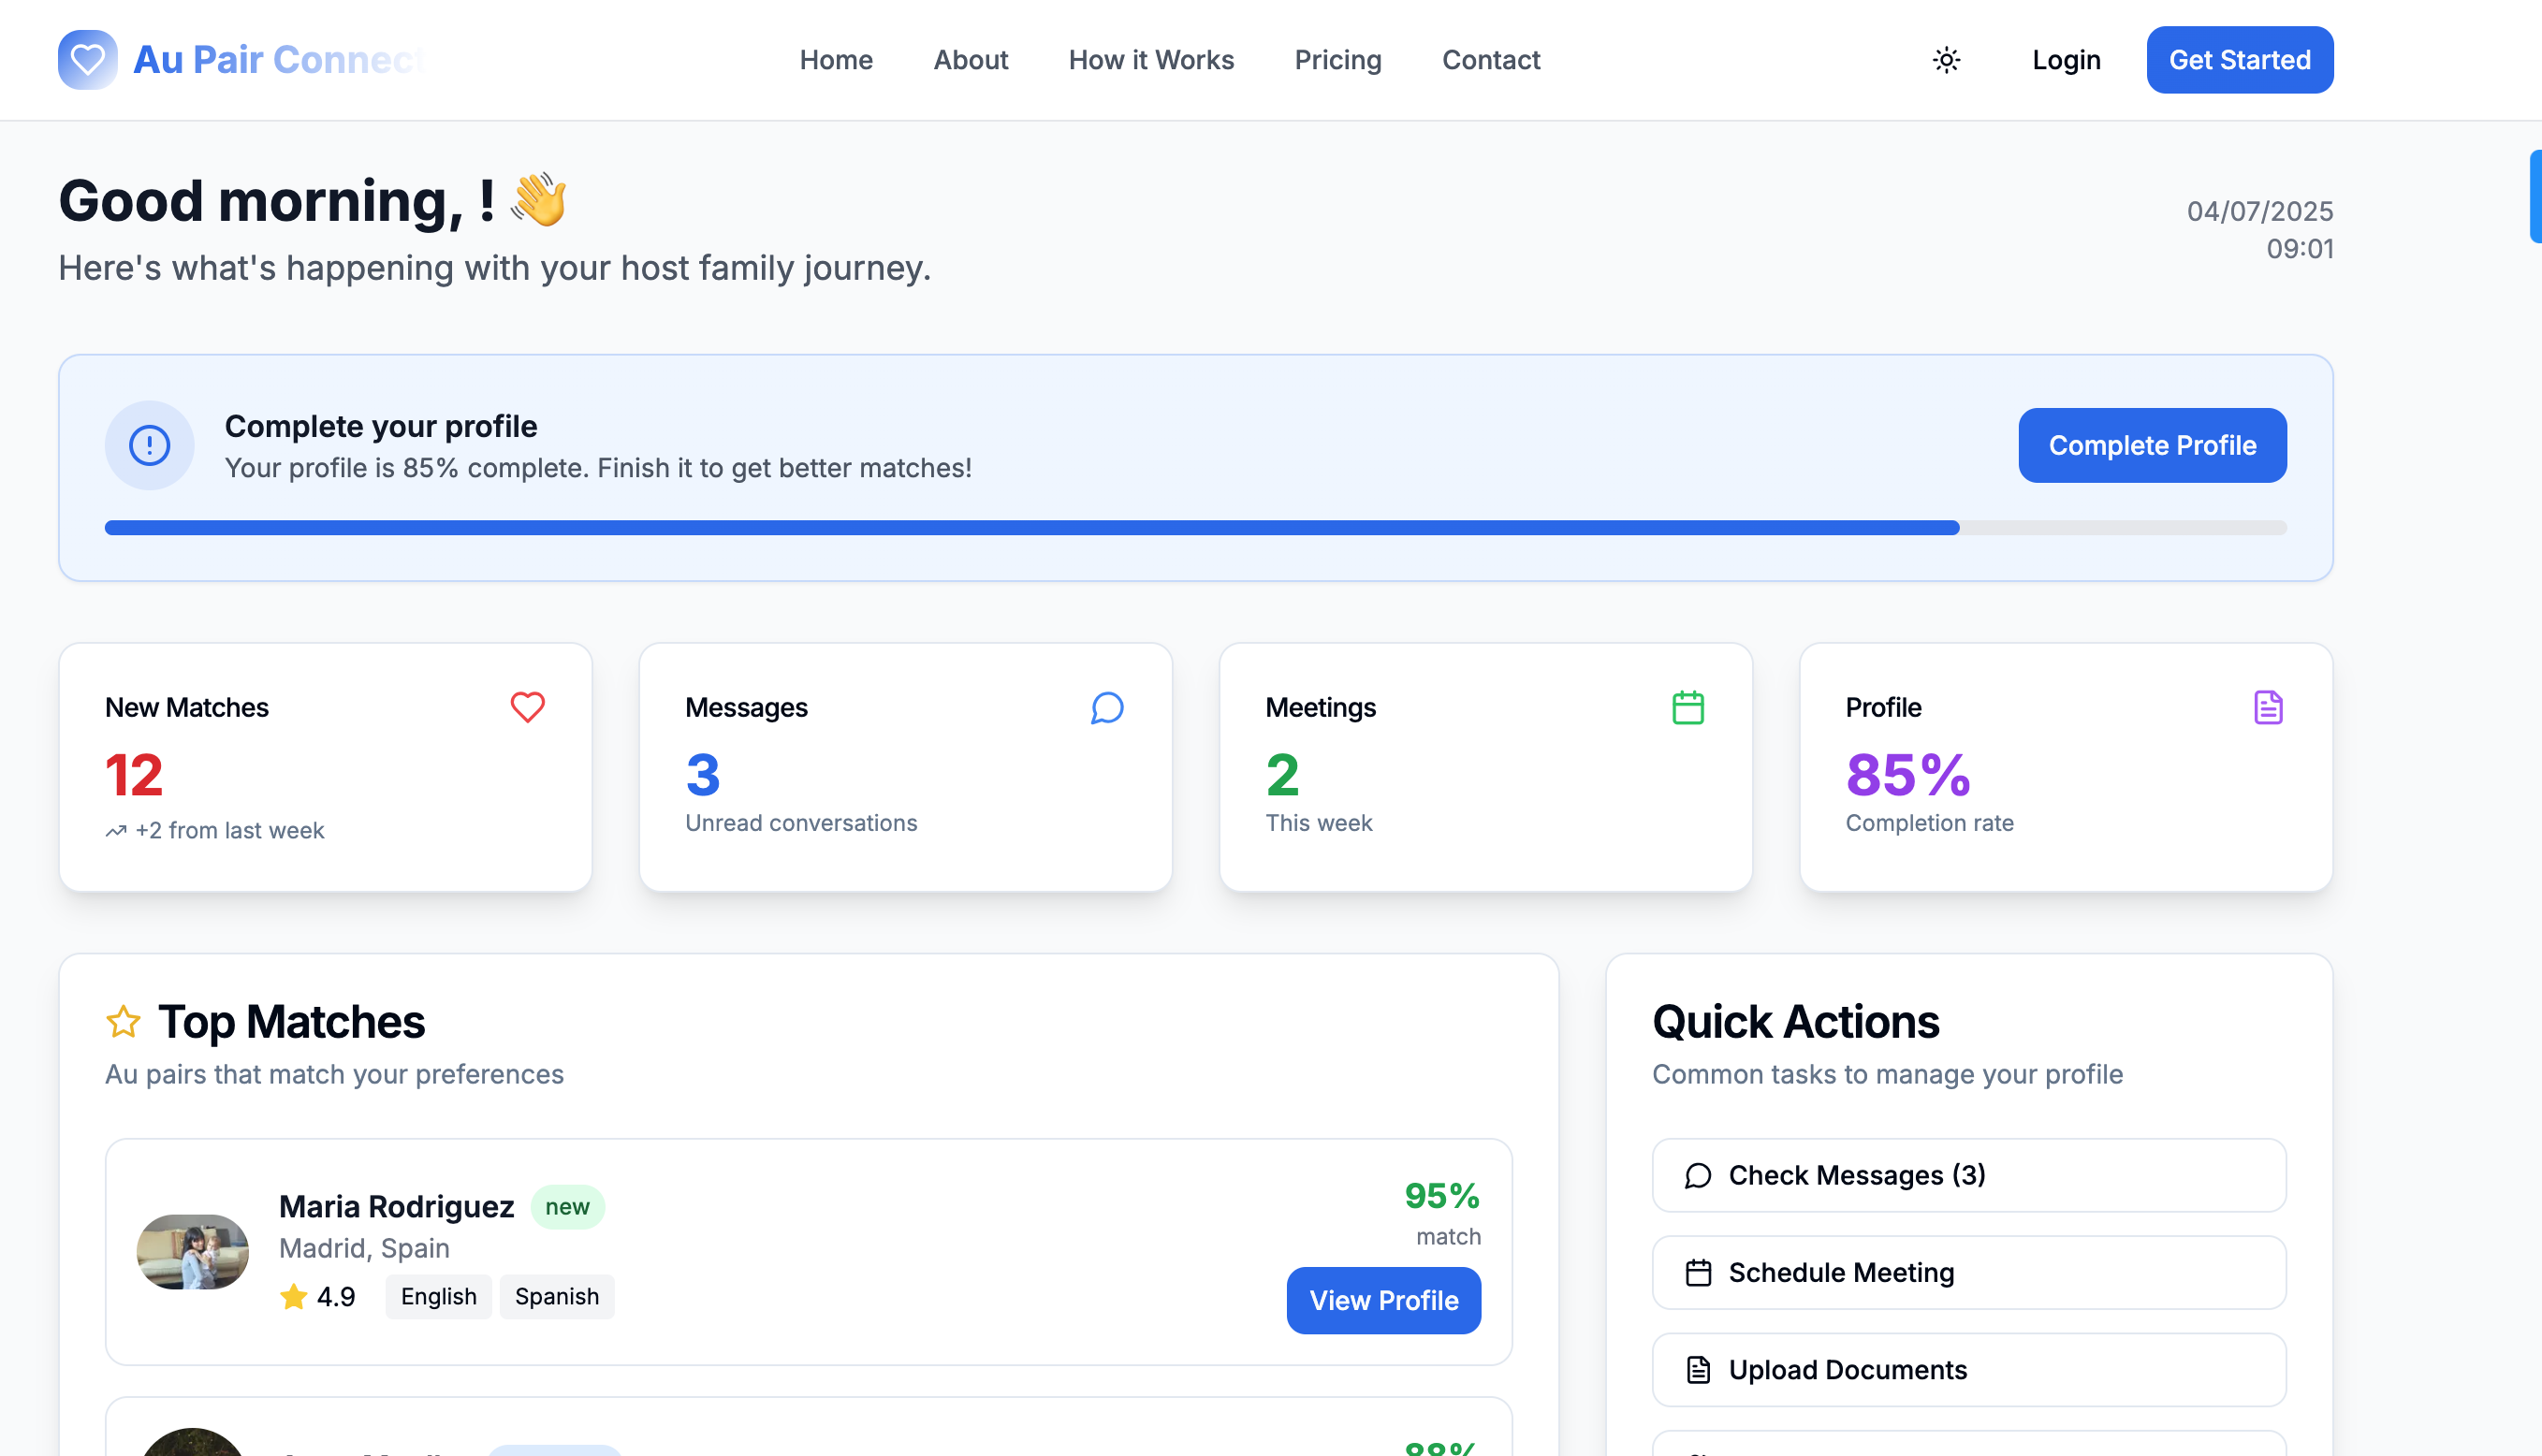 Au Pair Connect
Home
About
How it Works
Pricing
Contact
Login
Get Started
Good morning, ! 👋
Here's what's happening with your host family journey.
04/07/2025
09:01
Complete your profile
Your profile is 85% complete. Finish it to get better matches!
Complete Profile
New Matches
12
+2 from last week
Messages
3
Unread conversations
Meetings
2
This week
Profile
85%
Completion rate
Top Matches
Au pairs that match your preferences
Maria Rodriguez
new
Madrid, Spain
4.9
English
Spanish
95%
match
View Profile
88%
Quick Actions
Common tasks to manage your profile
Check Messages (3)
Schedule Meeting
Upload Documents